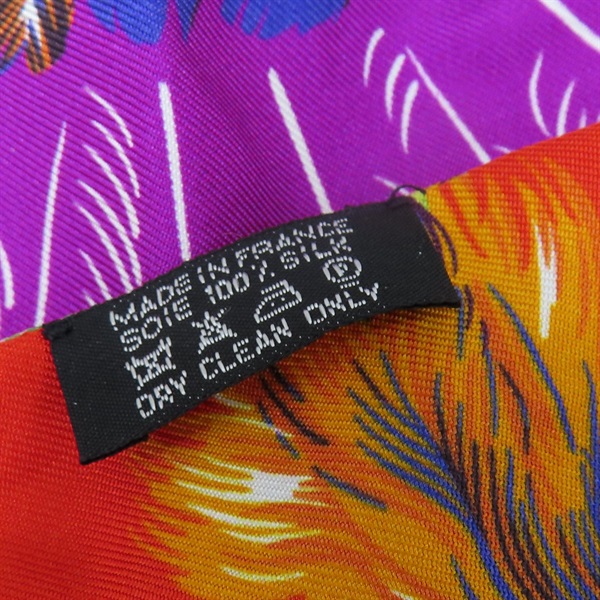 MADE IN FRANCE
SOIE 100% SILK
P
DRY CLEAN ONLY